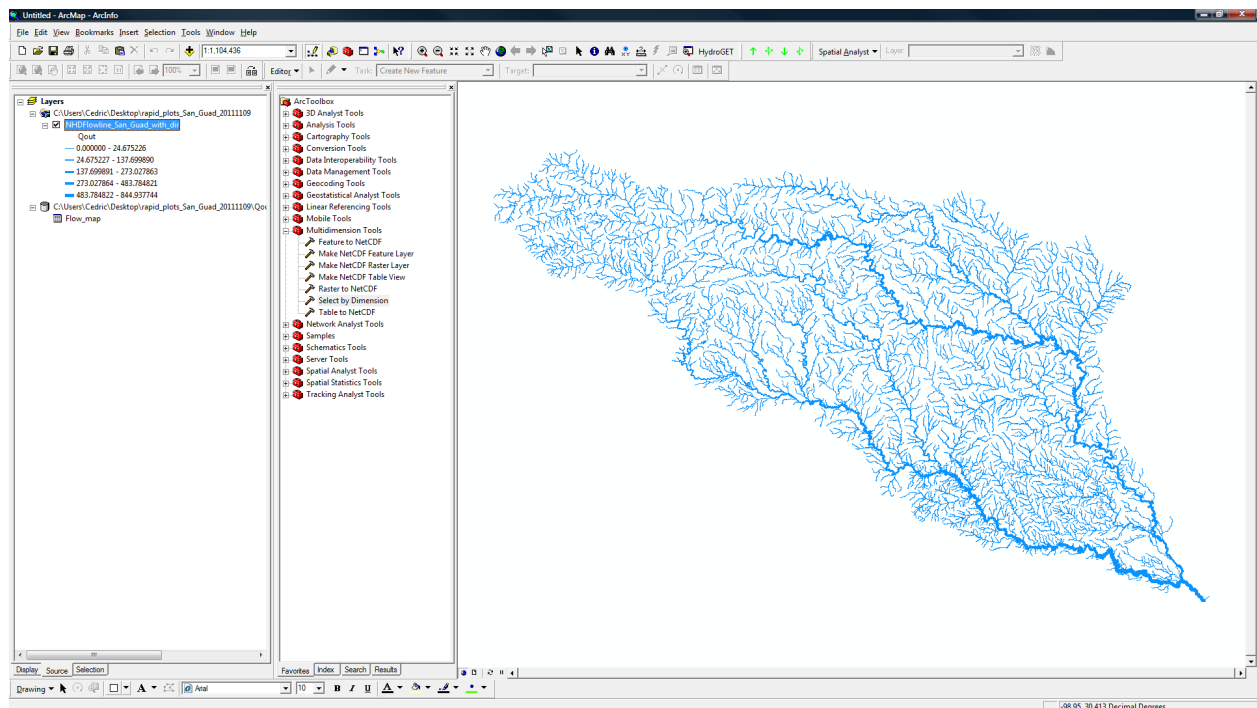 Untitled - ArcMap - ArcInfo
File Edit View Bookmarks Insert Selection Tools Window Help
1:1,104,436
HydroGET
Spatial Analyst
Layer:
100%
Editor
Task: Create New Feature
Target:
Layers
C:\Users\Cedric\Desktop\rapid_plots_San_Guad_20111109
NHDFlowline_San_Guad_with_dir
Qout
0.000000 - 24.675226
24.675227 - 137.699890
137.699891 - 273.027863
273.027864 - 483.784821
483.784822 - 844.937744
C:\Users\Cedric\Desktop\rapid_plots_San_Guad_20111109\Qou
Flow_map
ArcToolbox
3D Analyst Tools
Analysis Tools
Cartography Tools
Conversion Tools
Data Interoperability Tools
Data Management Tools
Geocoding Tools
Geostatistical Analyst Tools
Linear Referencing Tools
Mobile Tools
Multidimension Tools
Feature to NetCDF
Make NetCDF Feature Layer
Make NetCDF Raster Layer
Make NetCDF Table View
Raster to NetCDF
Select by Dimension
Table to NetCDF
Network Analyst Tools
Samples
Schematics Tools
Server Tools
Spatial Analyst Tools
Spatial Statistics Tools
Tracking Analyst Tools
Display Source Selection
Favorites Index Search Results
Drawing
A
Arial
10
B I U A
-98.95 30.413 Decimal Degrees